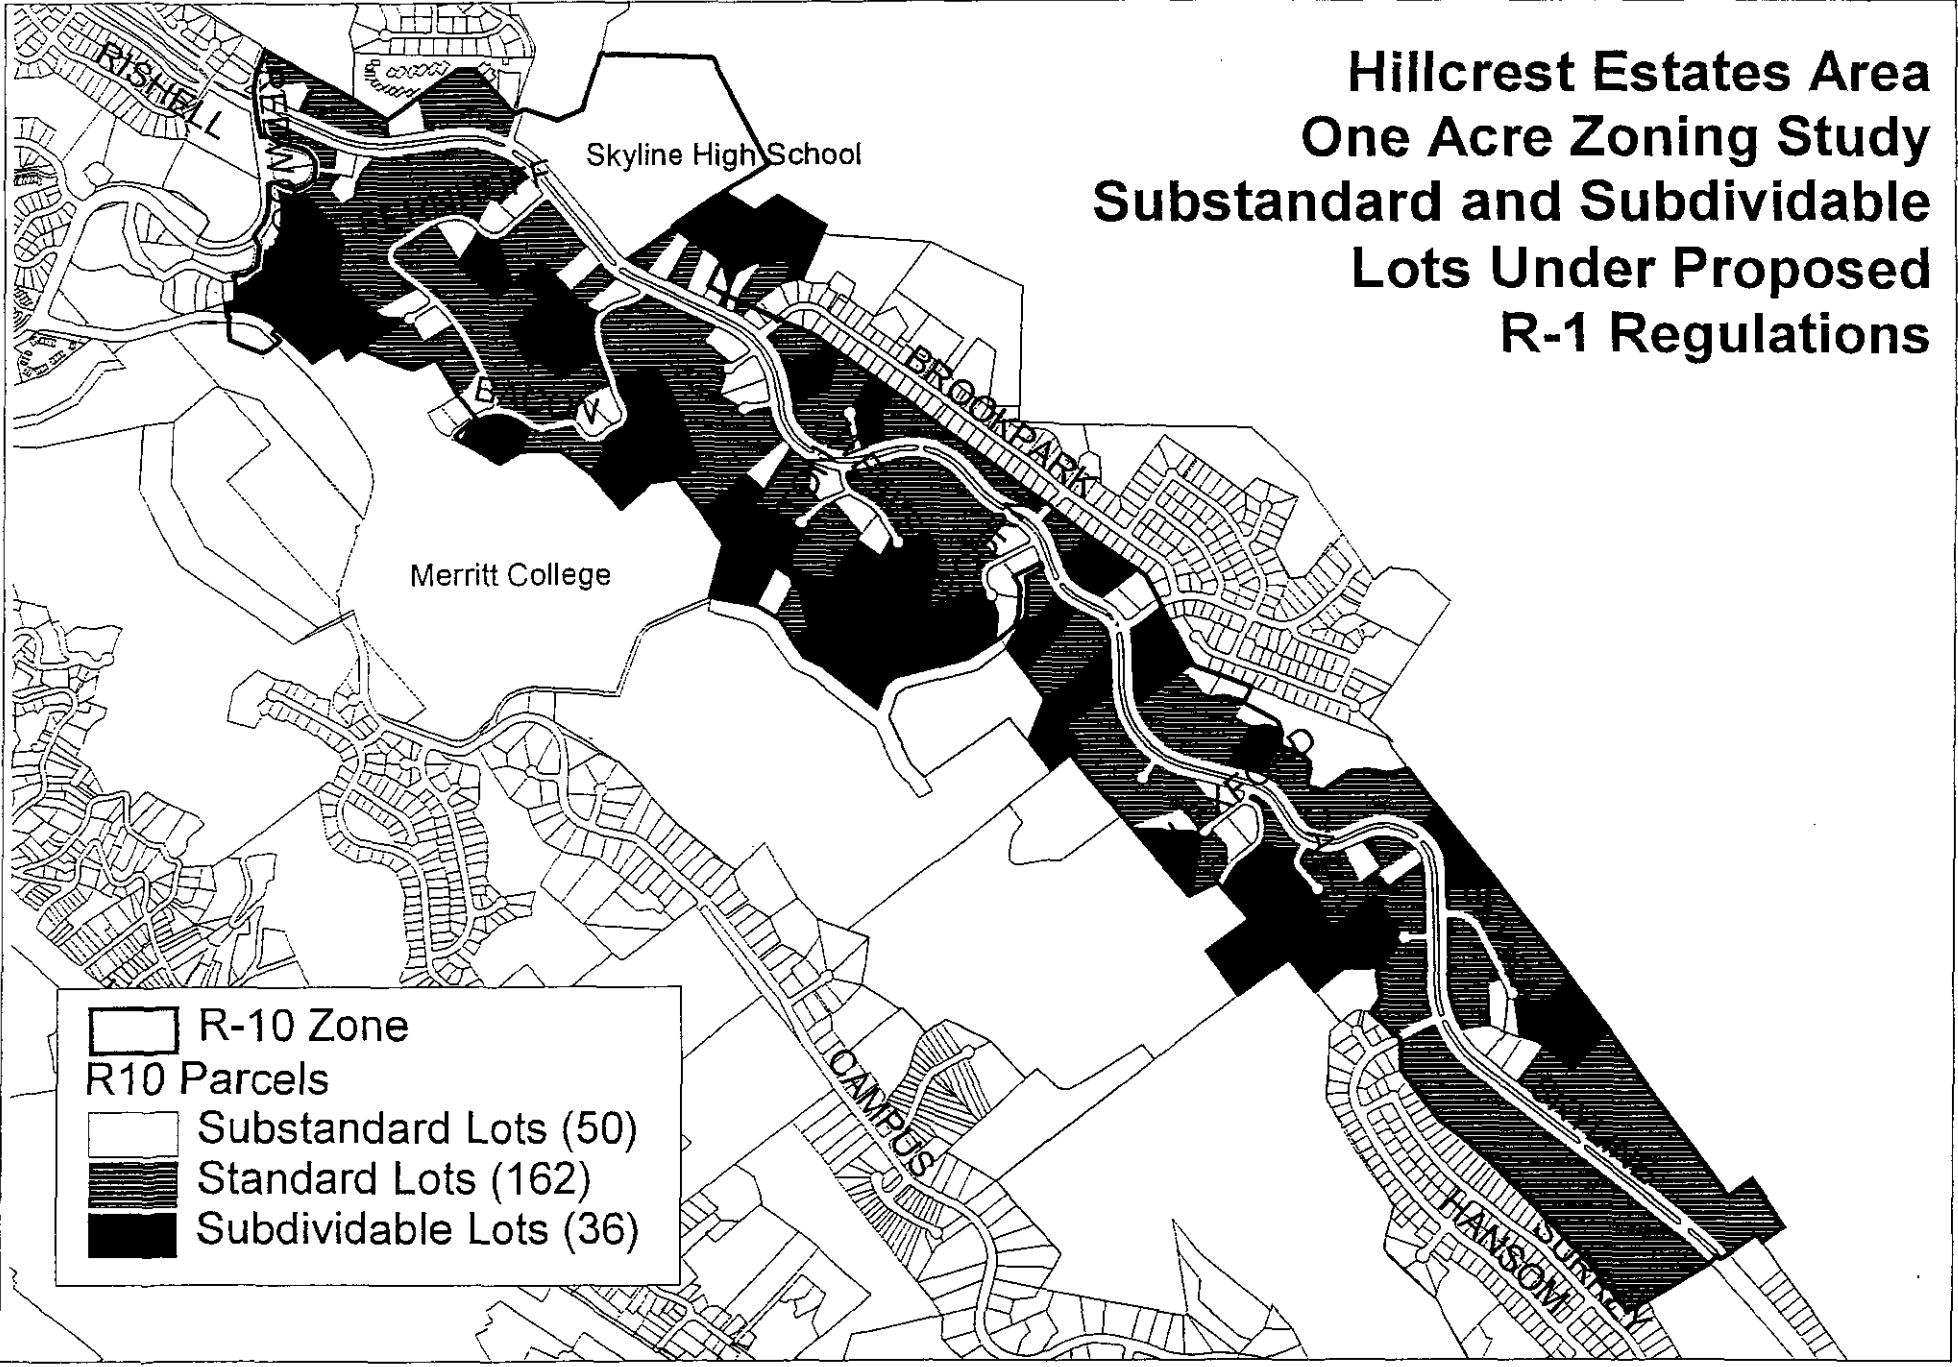 Hillcrest Estates Area
One Acre Zoning Study
Substandard and Subdividable
Lots Under Proposed
R-1 Regulations
RISHELL
Skyline High School
BROOKPARK
Merritt College
CAMPUS
HANSOM
SURREY
R-10 Zone
R10 Parcels
Substandard Lots (50)
Standard Lots (162)
Subdividable Lots (36)